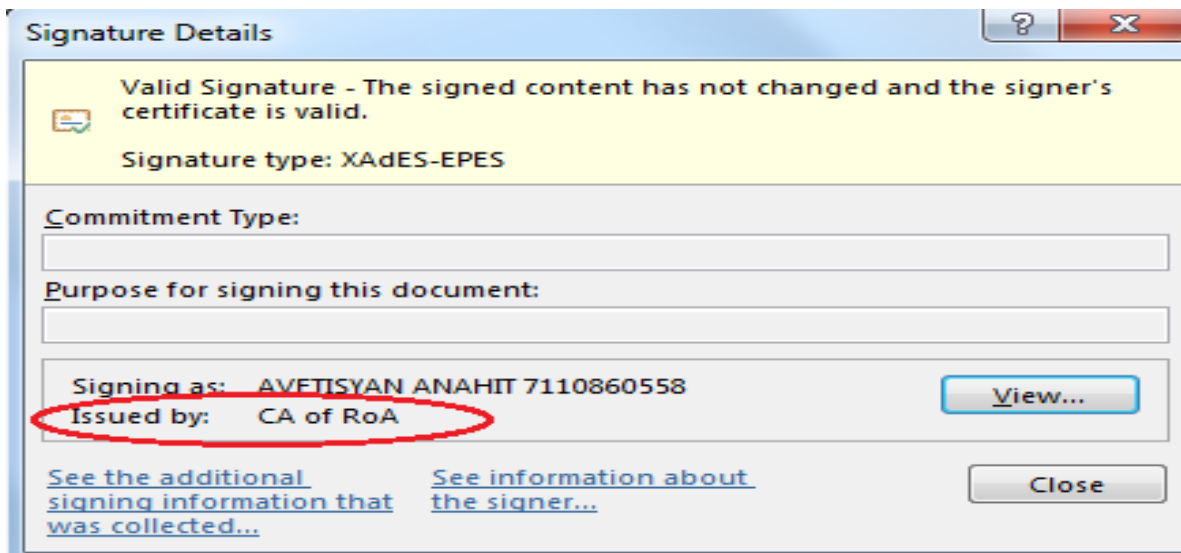 Signature Details
Valid Signature - The signed content has not changed and the signer's
certificate is valid.
Signature type: XAdES-EPES
Commitment Type:
Purpose for signing this document:
Signing as: AVETISYAN ANAHIT 7110860558
View...
Issued by: CA of RoA
See the additional
signing information that
was collected...
See information about
the signer...
Close